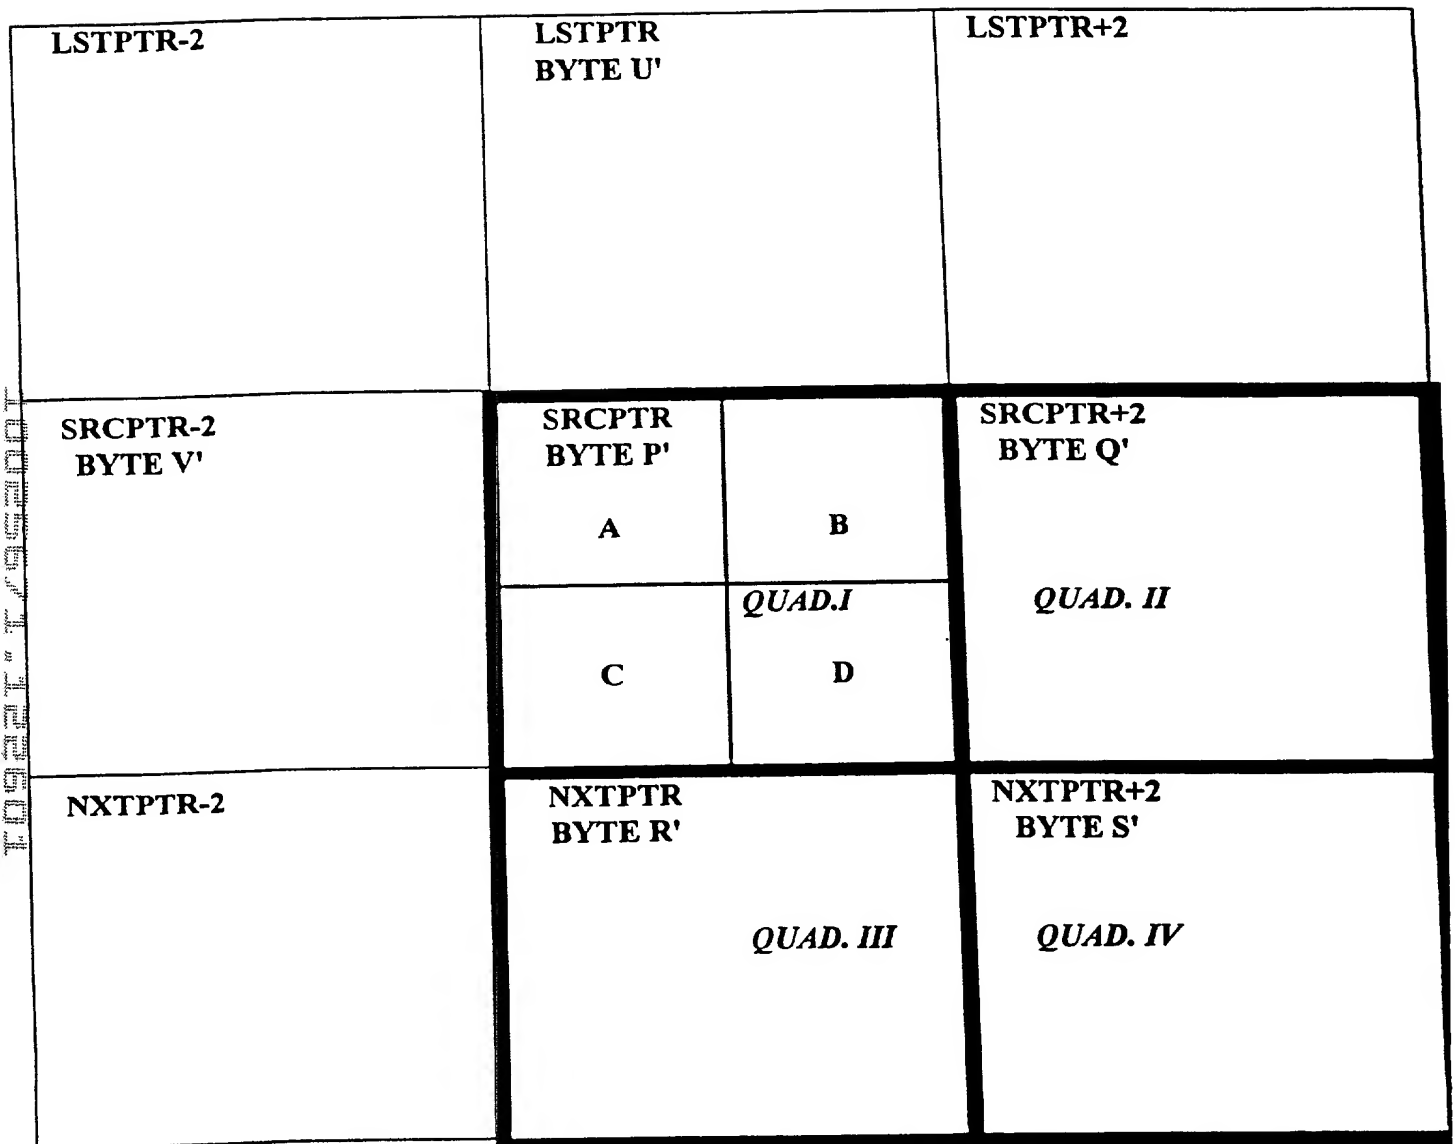 LSTPTR-2
LSTPTR
BYTE U'
LSTPTR+2
SRCPTR-2
BYTE V'
SRCPTR
BYTE P'
A
B
QUAD.I
C
D
SRCPTR+2
BYTE Q'
QUAD. II
NXTPTR-2
NXTPTR
BYTE R'
QUAD. III
NXTPTR+2
BYTE S'
QUAD. IV